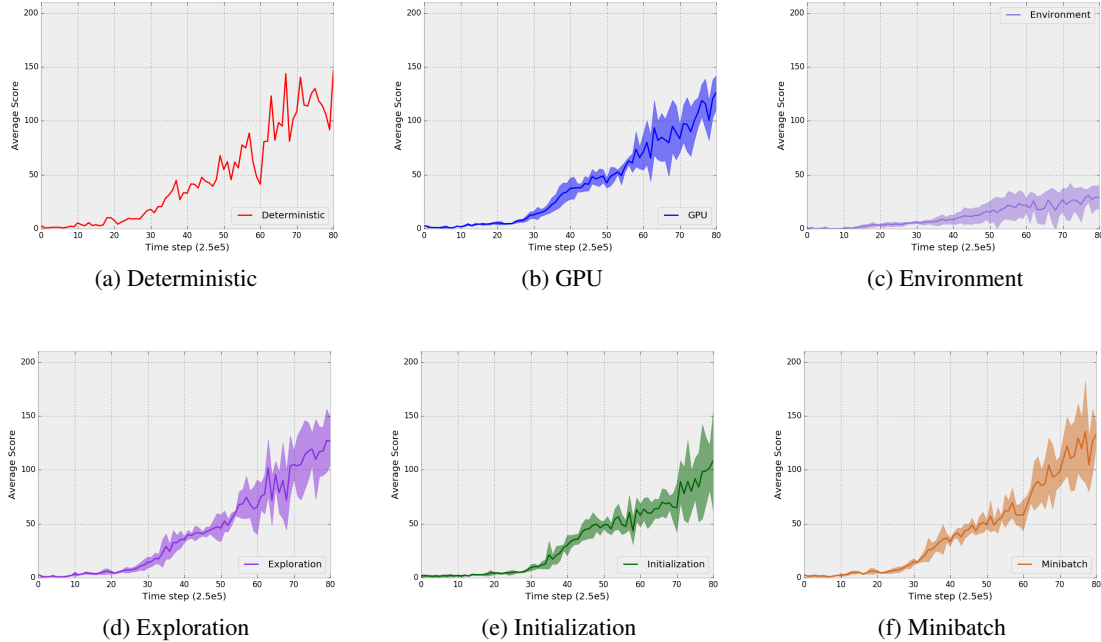 200
150
100
50
0
Average Score
0 10 20 30 40 50 60 70 80
Time step (2.5e5)
Deterministic
(a) Deterministic
200
150
100
50
0
Average Score
0 10 20 30 40 50 60 70 80
Time step (2.5e5)
GPU
(b) GPU
200
150
100
50
0
Average Score
0 10 20 30 40 50 60 70 80
Time step (2.5e5)
Environment
(c) Environment
200
150
100
50
0
Average Score
0 10 20 30 40 50 60 70 80
Time step (2.5e5)
Exploration
(d) Exploration
200
150
100
50
0
Average Score
0 10 20 30 40 50 60 70 80
Time step (2.5e5)
Initialization
(e) Initialization
200
150
100
50
0
Average Score
0 10 20 30 40 50 60 70 80
Time step (2.5e5)
Minibatch
(f) Minibatch